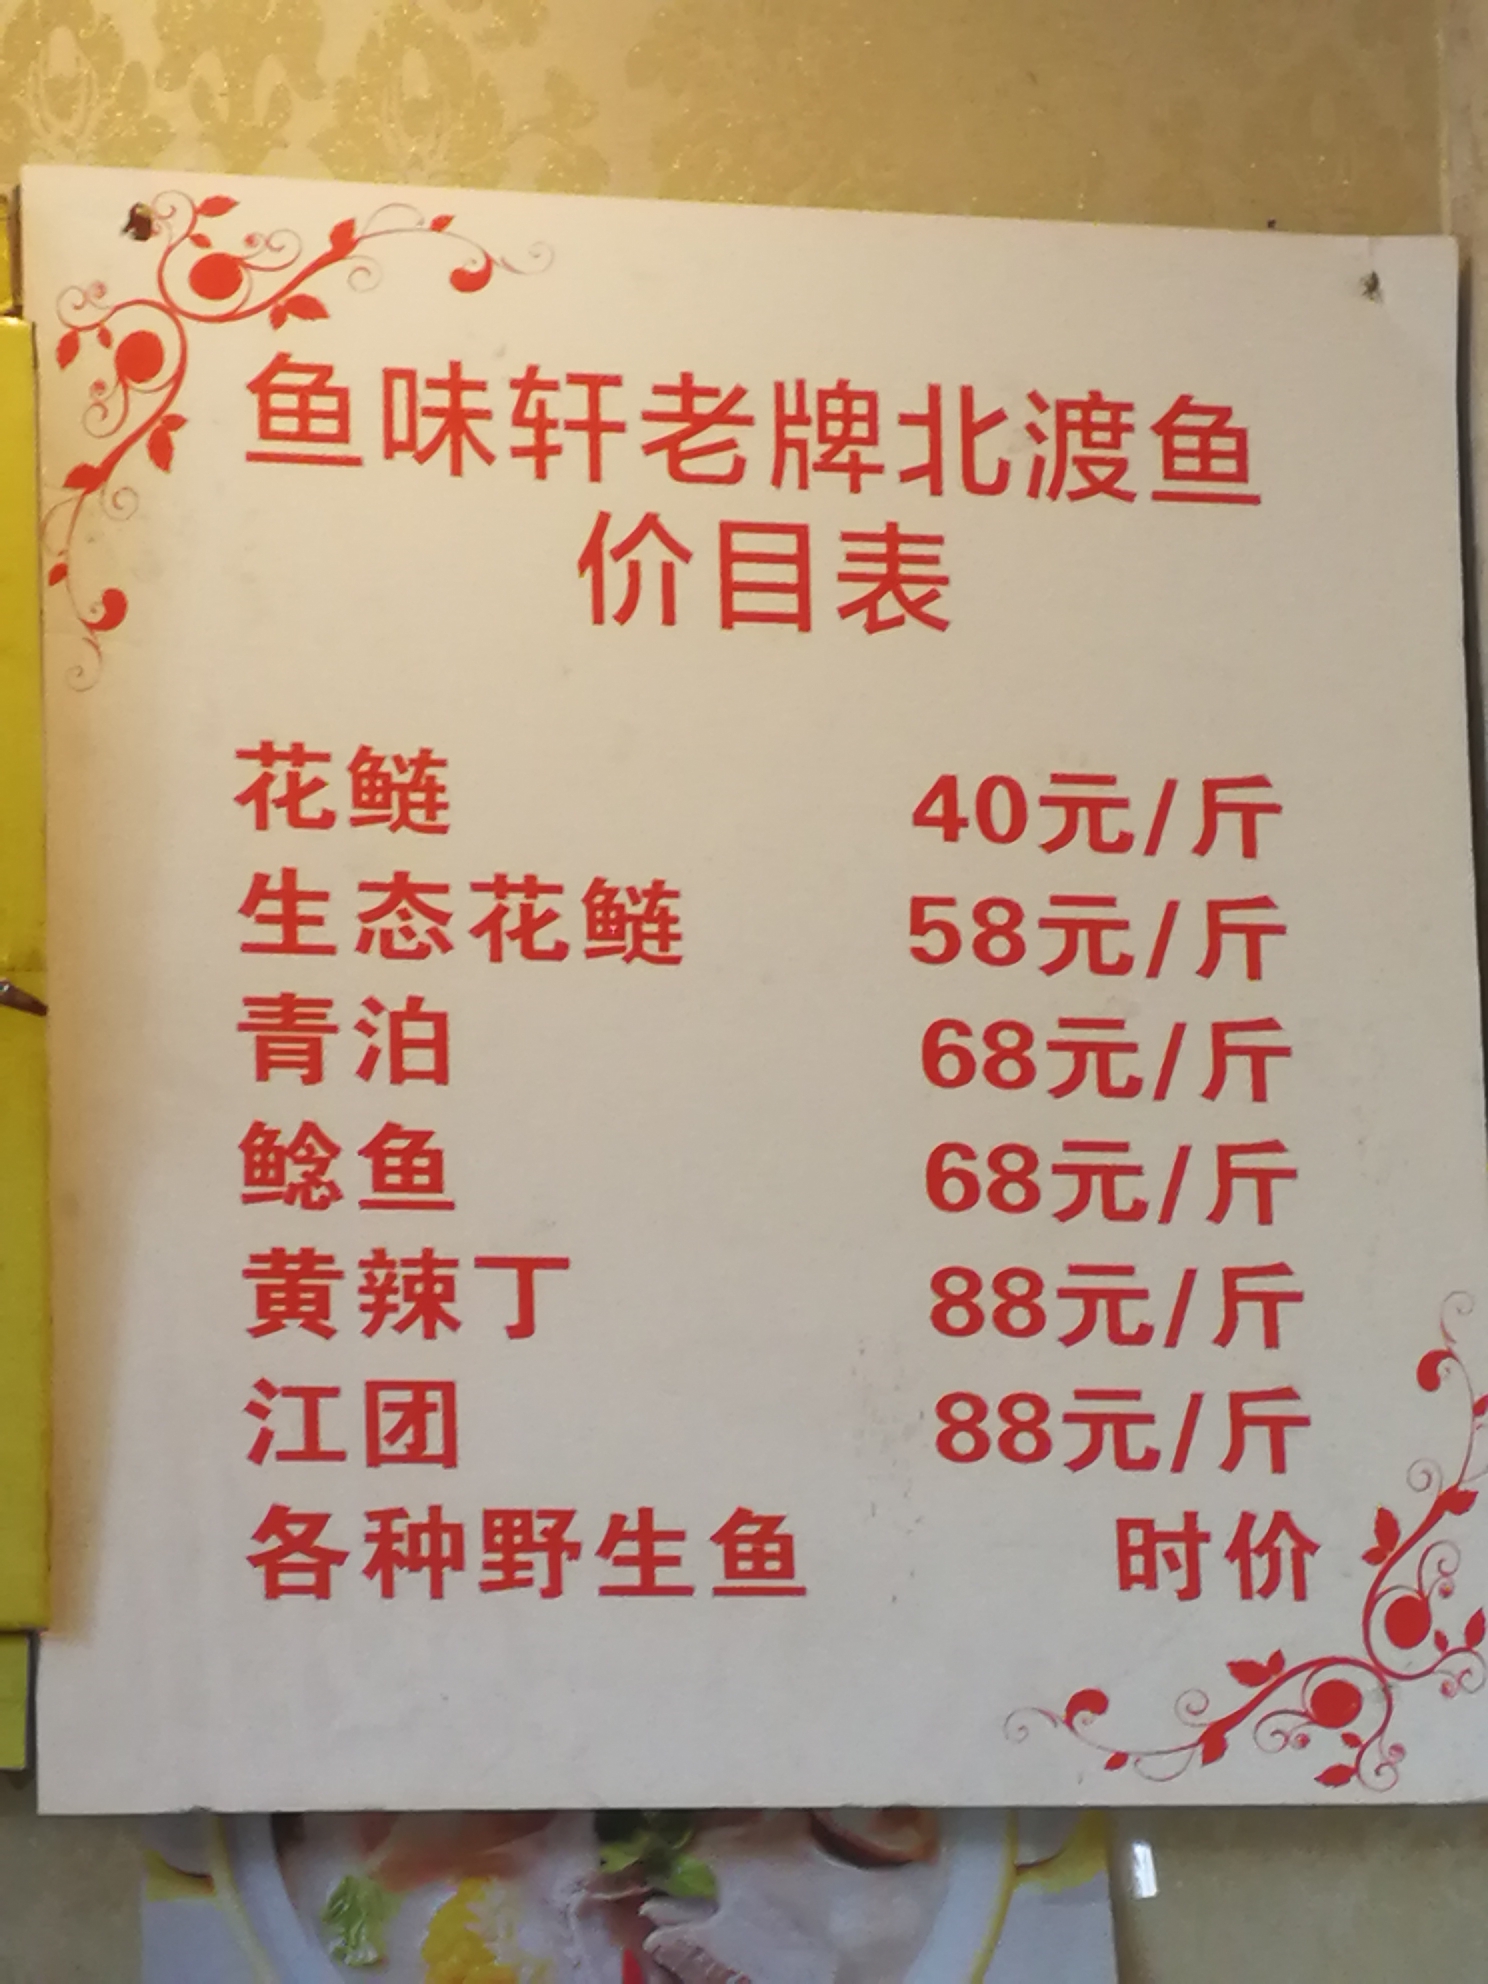 鱼味轩老牌北渡鱼
价目表
花鲢 40元/斤
生态花鲢 58元/斤
青泊 68元/斤
鲶鱼 68元/斤
黄辣丁 88元/斤
江团 88元/斤
各种野生鱼 时价